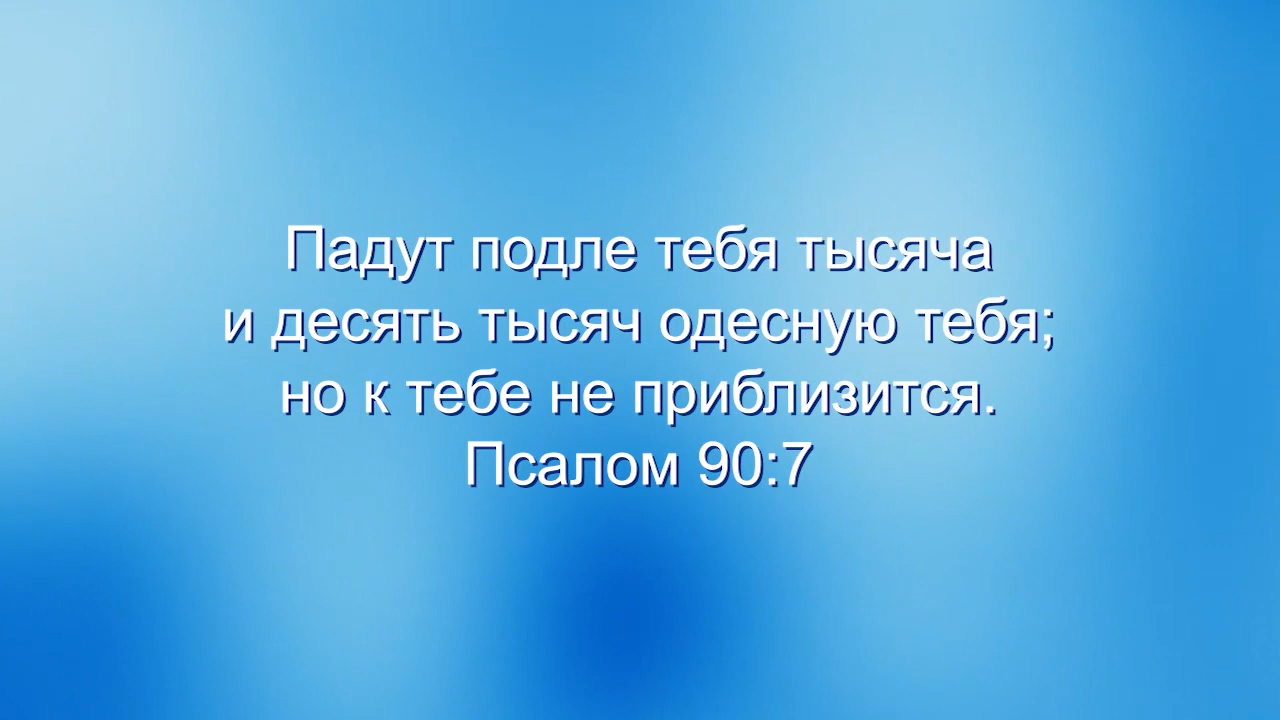 Падут подле тебя тысяча
и десять тысяч одесную тебя;
но к тебе не приблизится.
Псалом 90:7